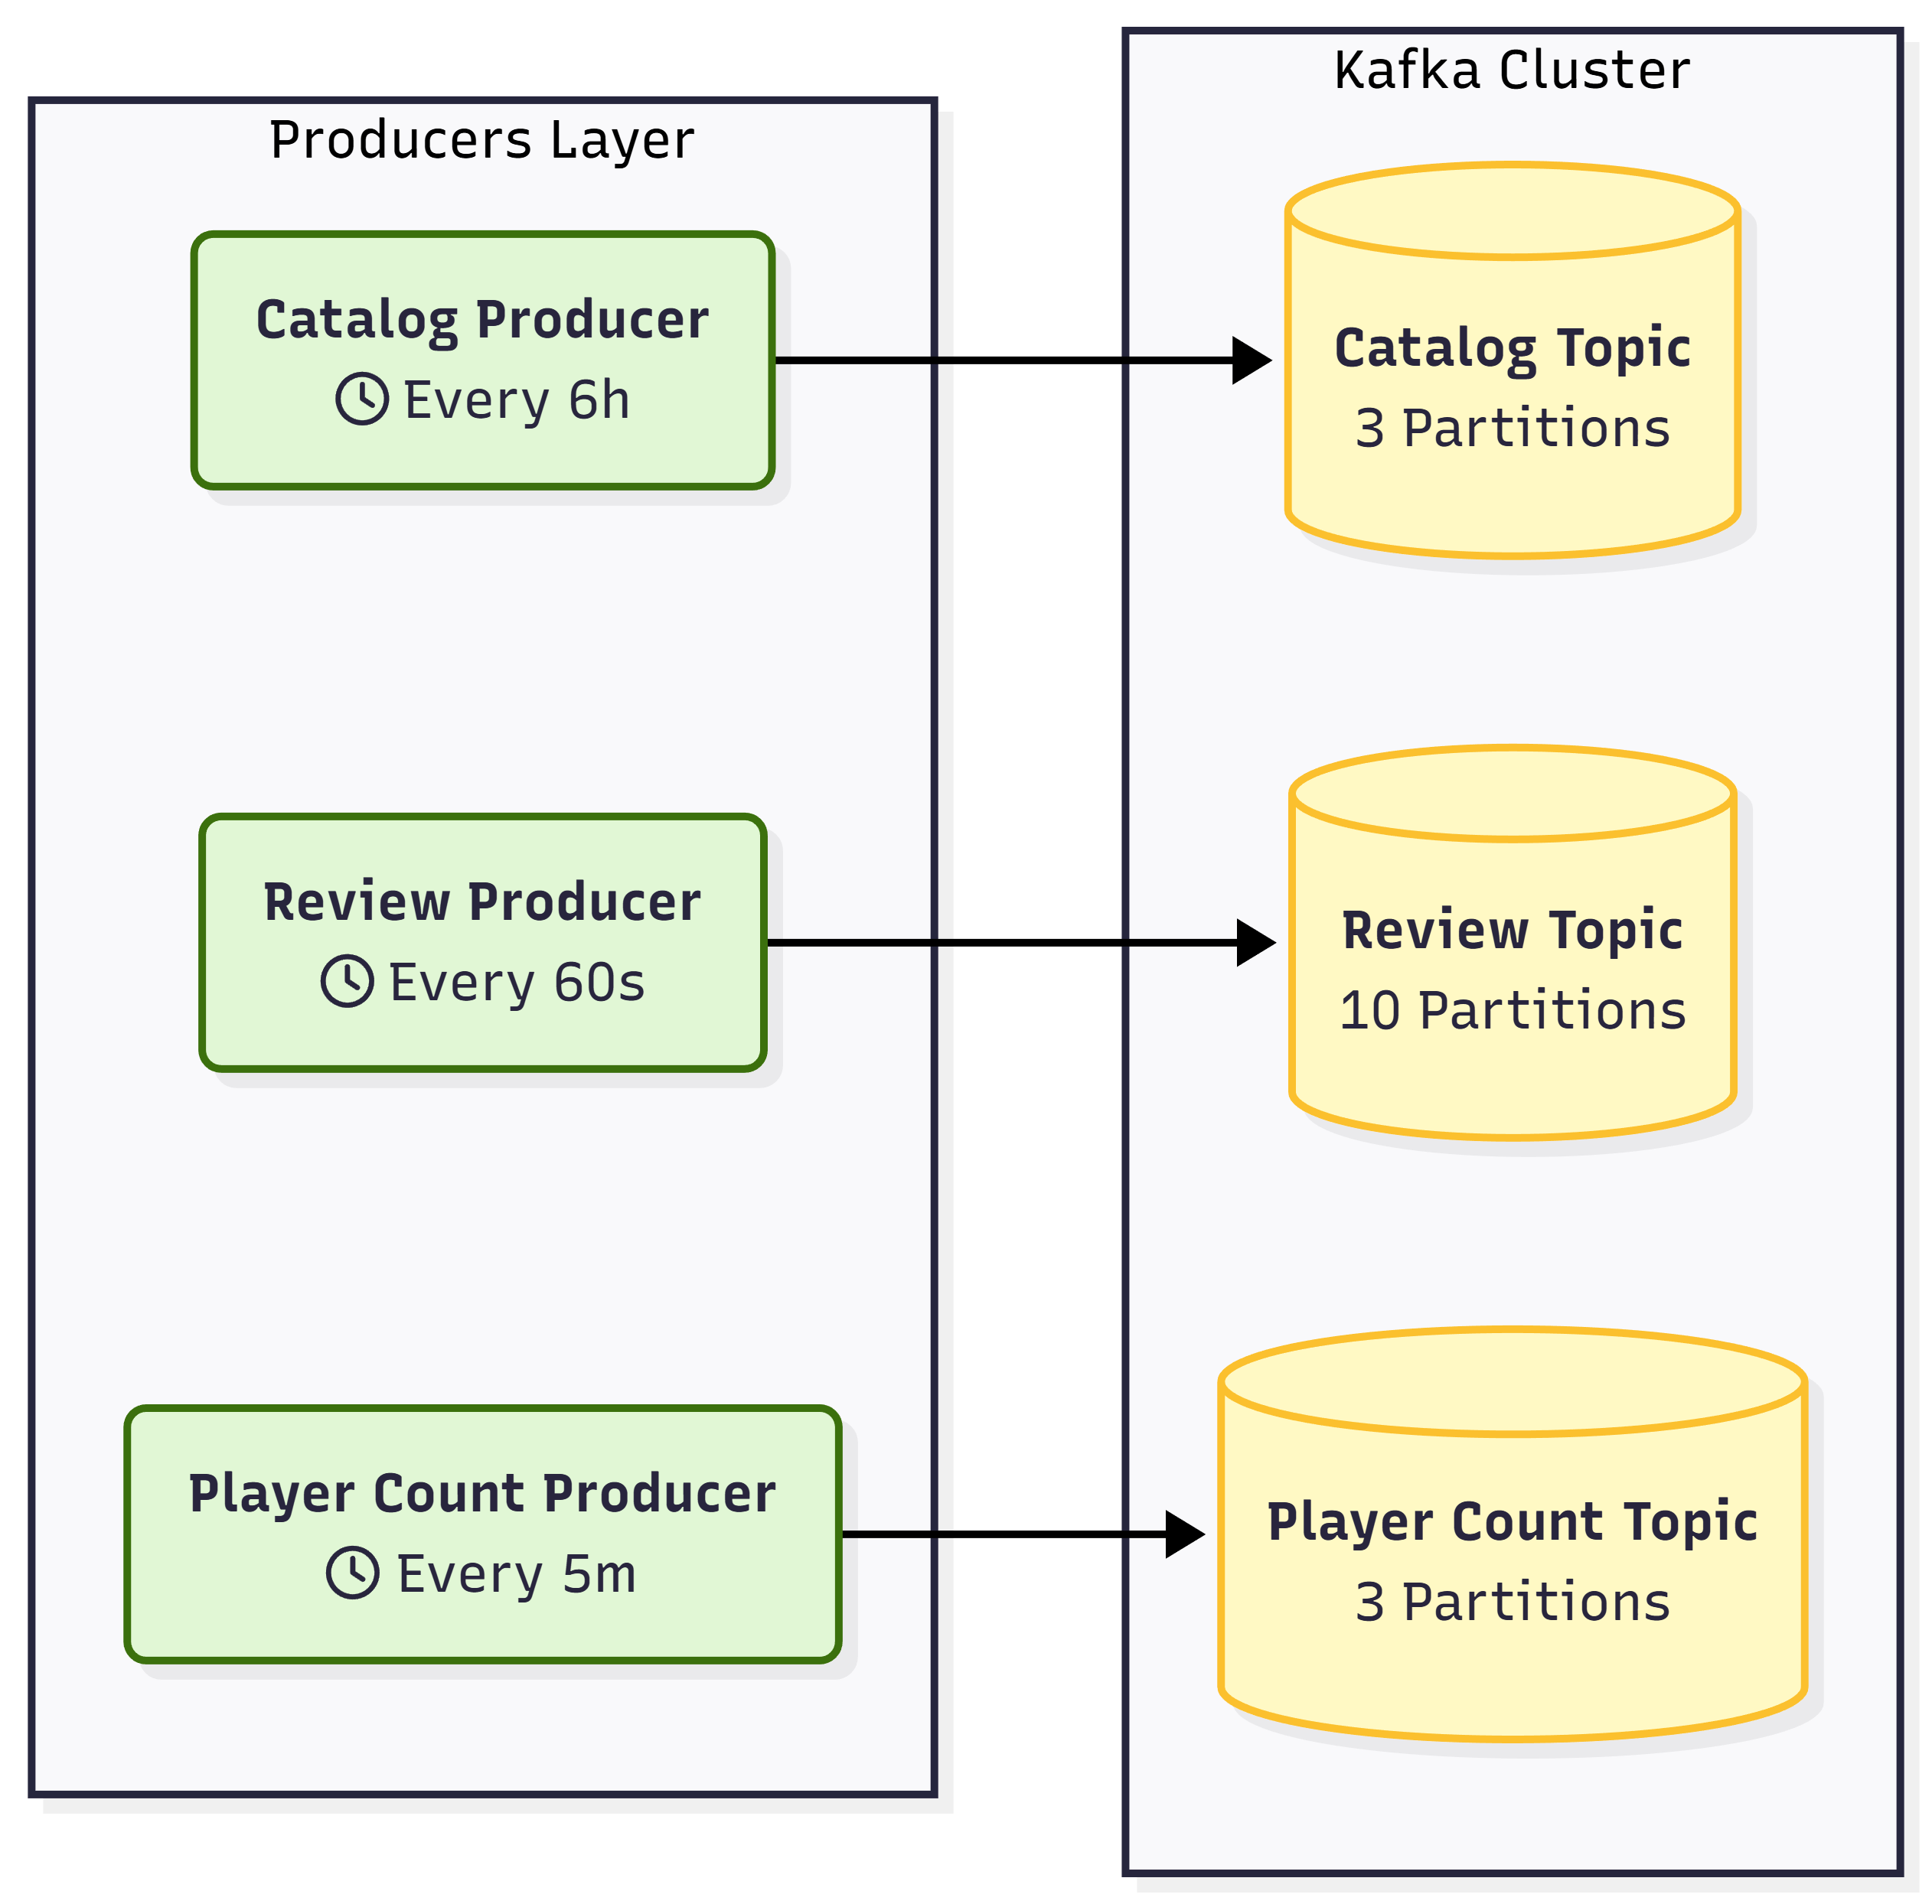 Producers Layer
Catalog Producer
Every 6h
Review Producer
Every 60s
Player Count Producer
Every 5m
Kafka Cluster
Catalog Topic
3 Partitions
Review Topic
10 Partitions
Player Count Topic
3 Partitions